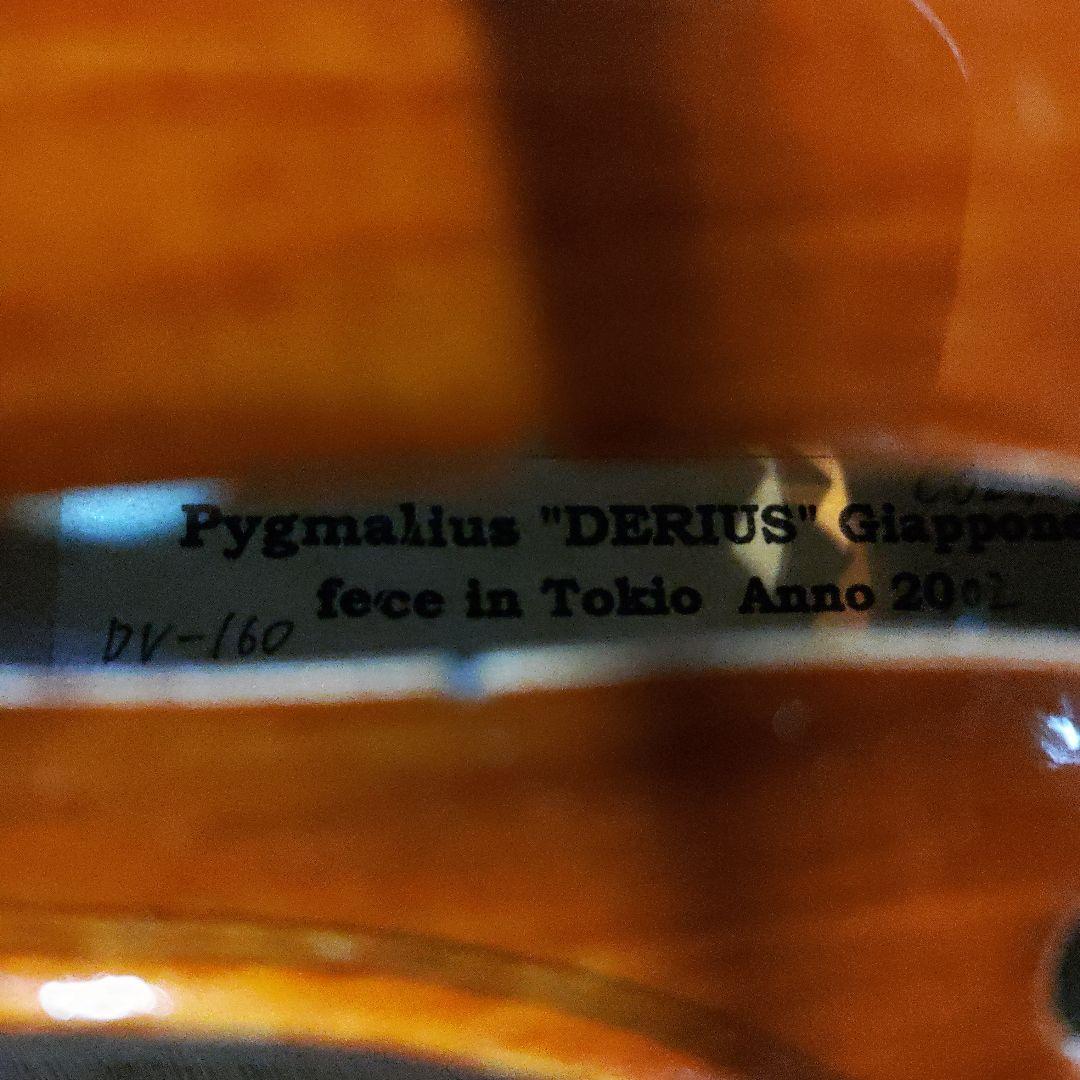 Pygmalius "DERIUS" Giappone
fece in Tokio Anno 2002
DV-160